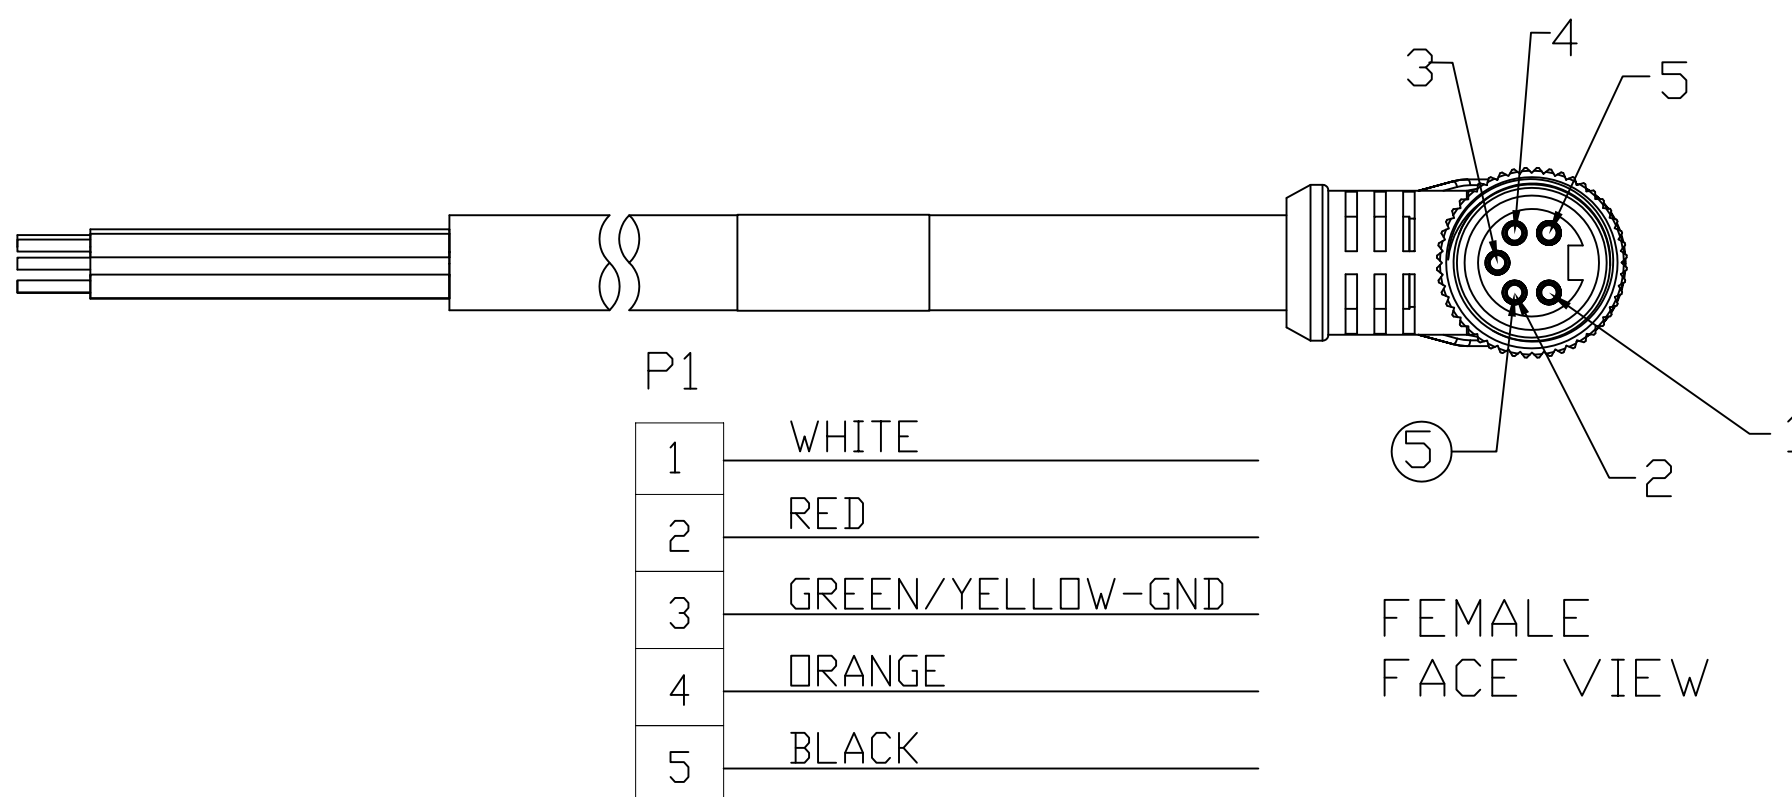 4
3
5
P1
1 WHITE
5
1
2
2 RED
3 GREEN/YELLOW-GND
4 ORANGE
5 BLACK
FEMALE
FACE VIEW